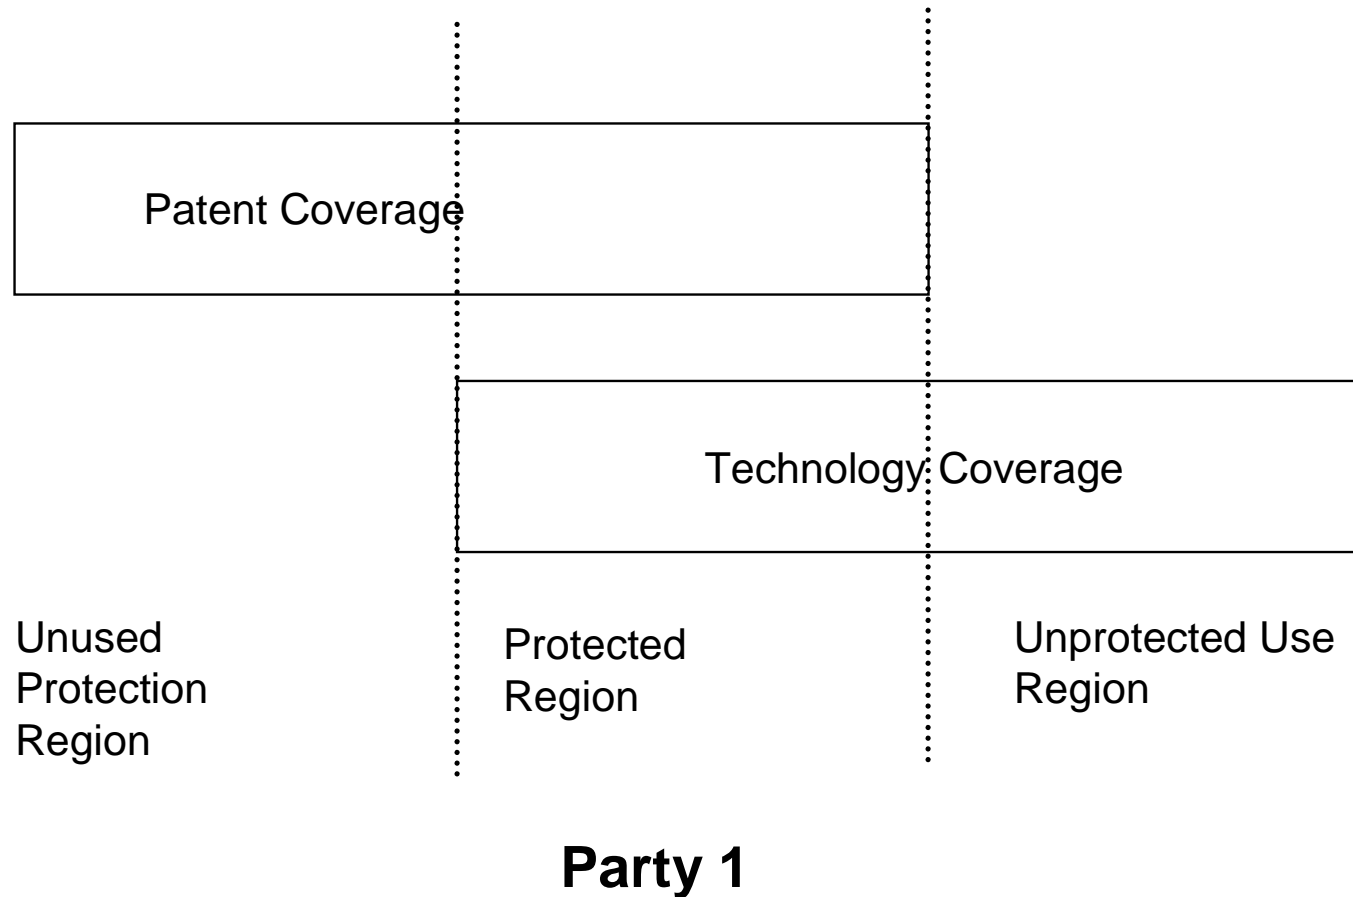 Patent Coverage
Technology Coverage
Unused
Protection
Region
Protected
Region
Unprotected Use
Region
Party 1